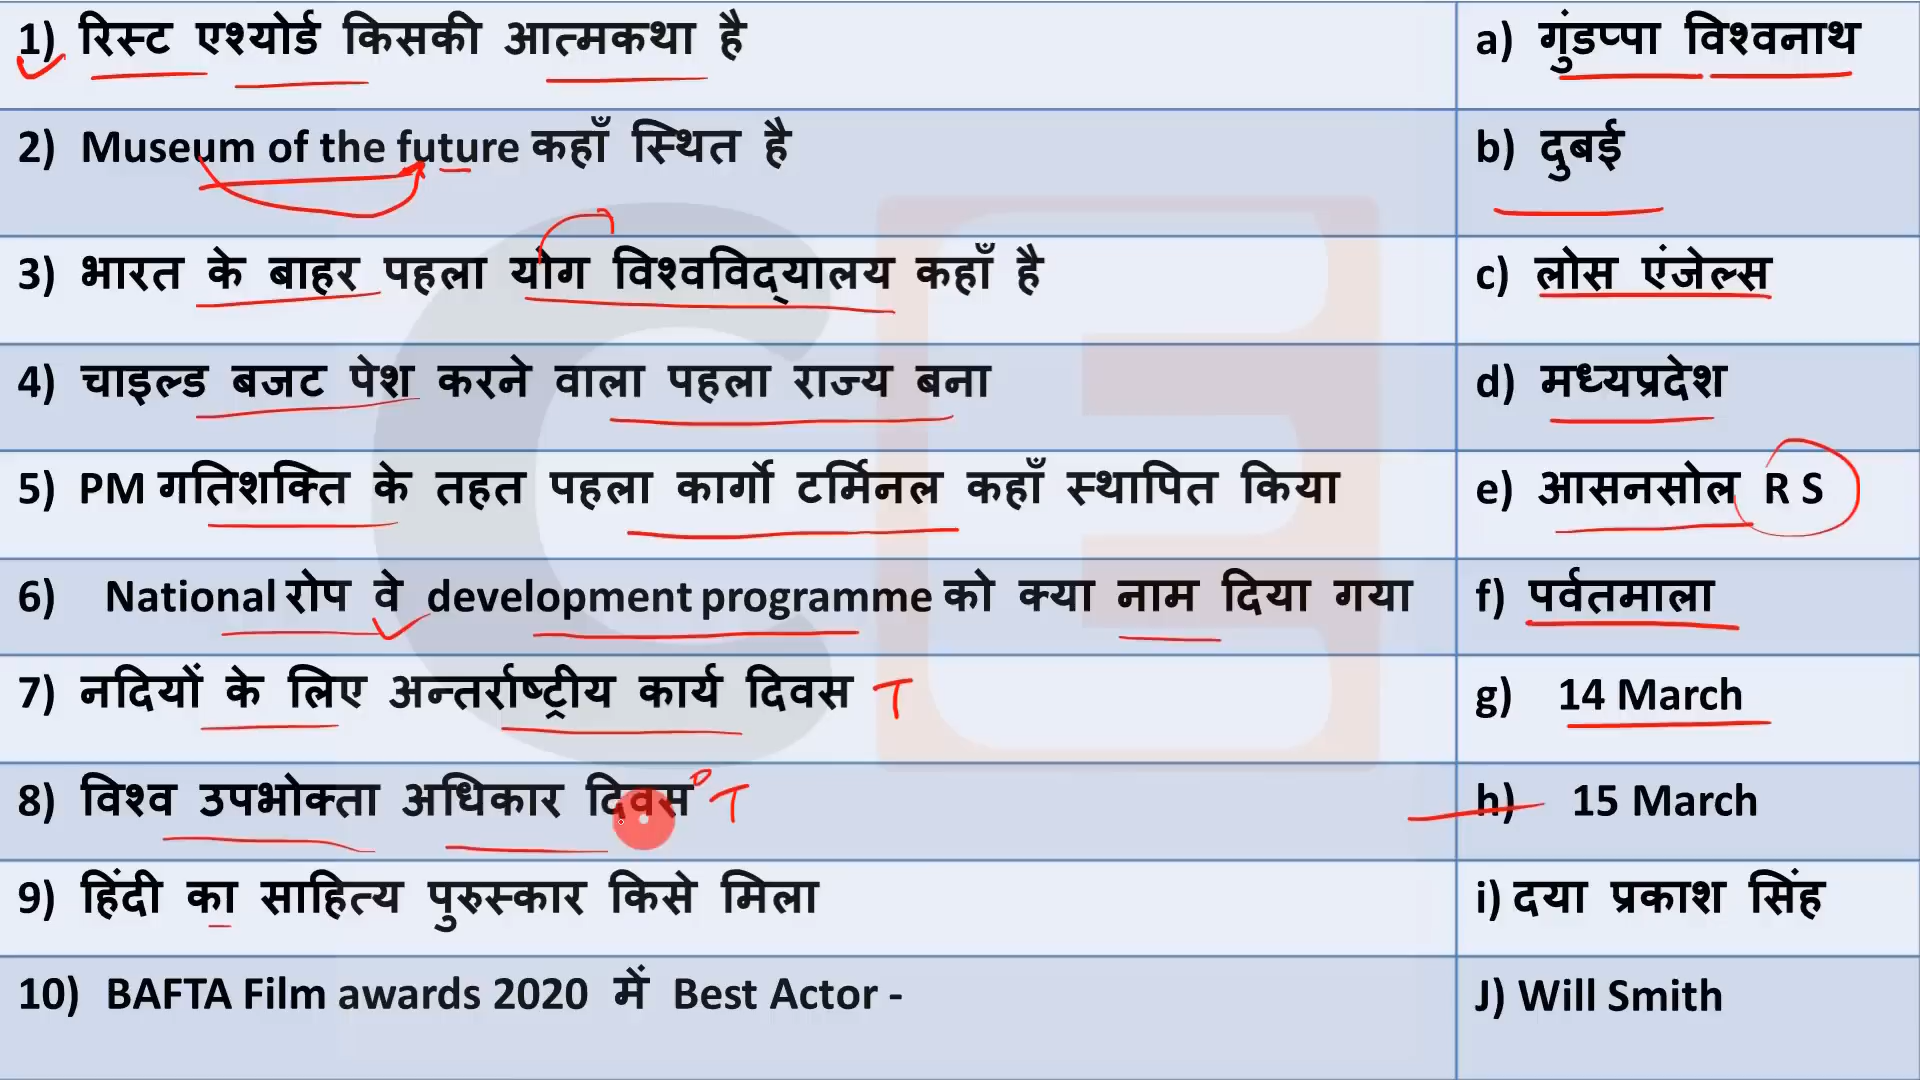 1) रिस्ट एश्योर्ड किसकी आत्मकथा है
a) गुंडप्पा विश्वनाथ
2) Museum of the future कहाँ स्थित है
b) दुबई
3) भारत के बाहर पहला योग विश्वविद्यालय कहाँ है
c) लोस एंजेल्स
4) चाइल्ड बजट पेश करने वाला पहला राज्य बना
d) मध्यप्रदेश
5) PM गतिशक्ति के तहत पहला कार्गो टर्मिनल कहाँ स्थापित किया
e) आसनसोल R S
6) National रोप वे development programme को क्या नाम दिया गया
f) पर्वतमाला
7) नदियों के लिए अन्तर्राष्ट्रीय कार्य दिवस T
g) 14 March
8) विश्व उपभोक्ता अधिकार दिवस T
h) 15 March
9) हिंदी का साहित्य पुरुस्कार किसे मिला
i) दया प्रकाश सिंह
10) BAFTA Film awards 2020 में Best Actor -
J) Will Smith